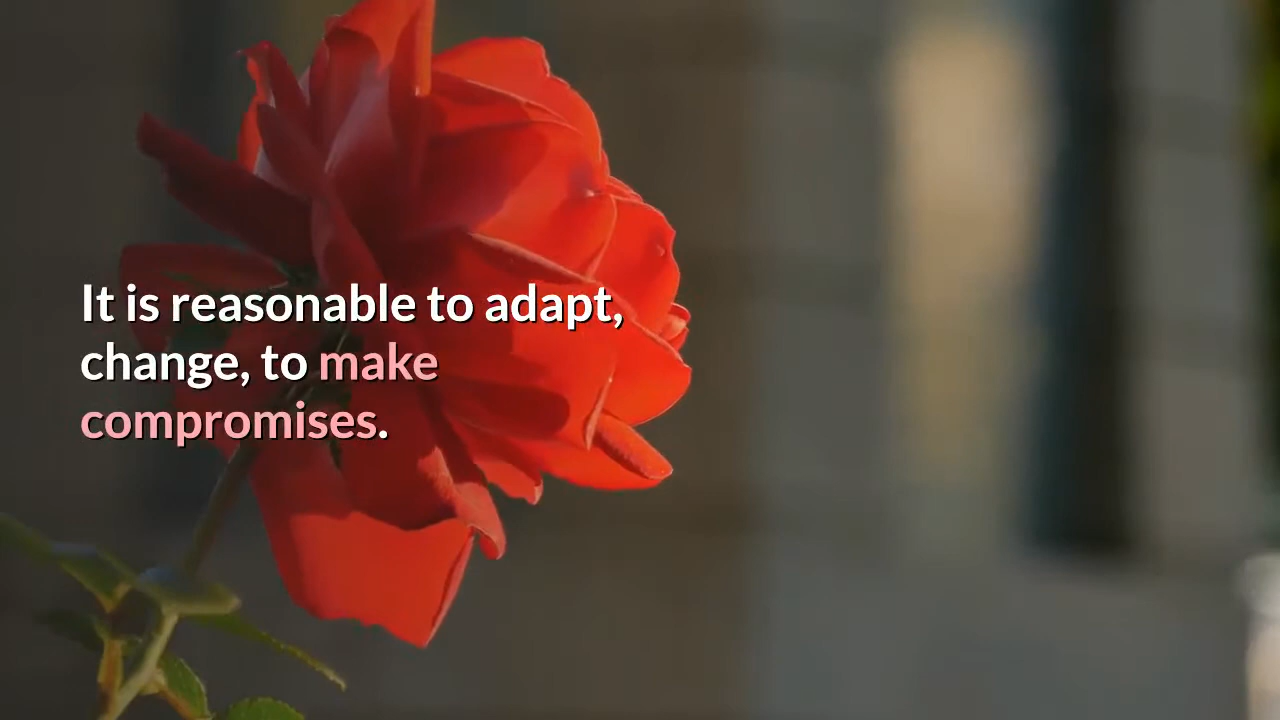 It is reasonable to adapt,
change, to make
compromises.